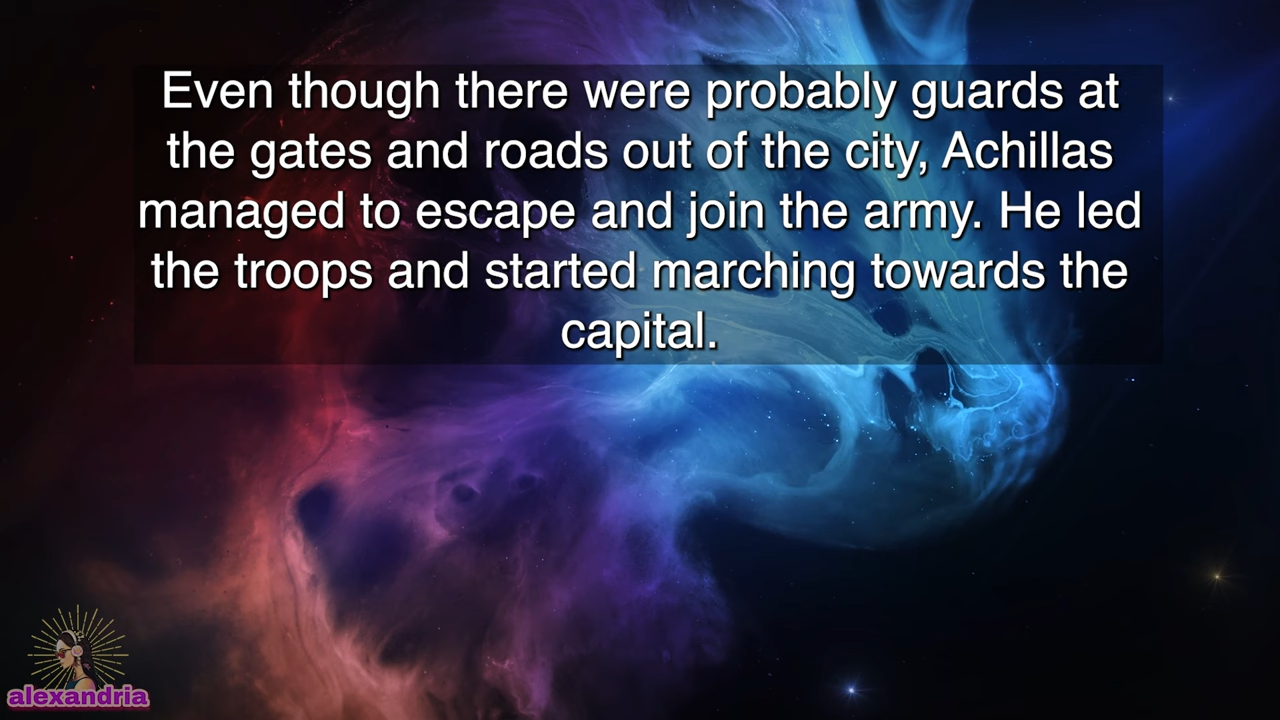 Even though there were probably guards at
the gates and roads out of the city, Achillas
managed to escape and join the army. He led
the troops and started marching towards the
capital.
alexandria